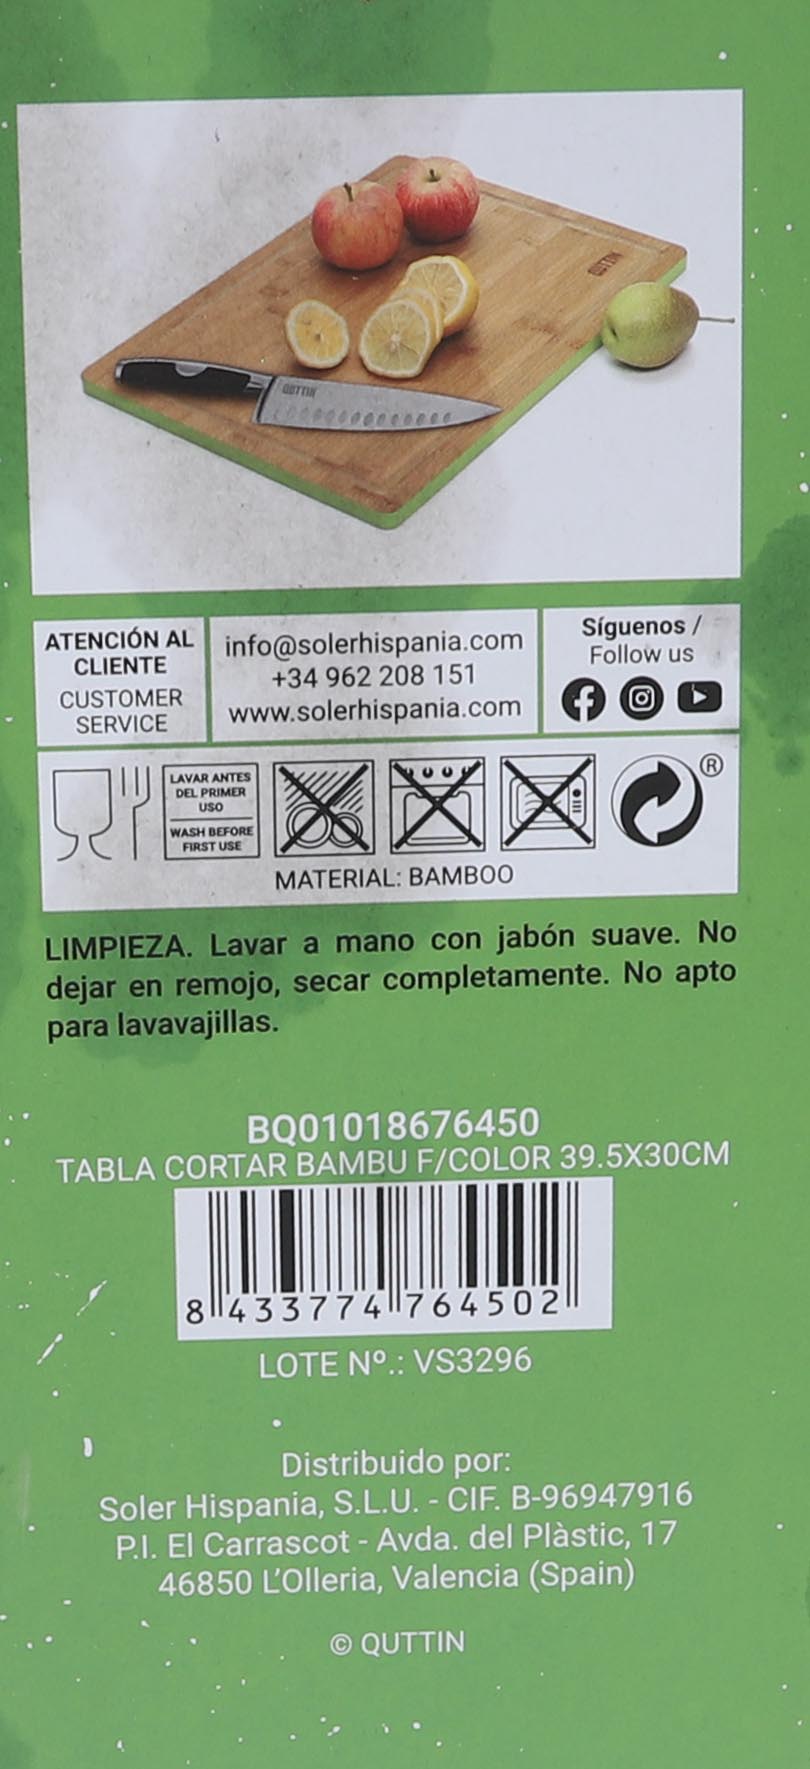 QUTTIN
QUTTIN
ATENCIÓN AL
CLIENTE
CUSTOMER
SERVICE
info@solerhispania.com
+34 962 208 151
www.solerhispania.com
Síguenos /
Follow us
LAVAR ANTES
DEL PRIMER
USO
WASH BEFORE
FIRST USE
®
MATERIAL: BAMBOO
LIMPIEZA. Lavar a mano con jabón suave. No
dejar en remojo, secar completamente. No apto
para lavavajillas.
BQ01018676450
TABLA CORTAR BAMBU F/COLOR 39.5X30CM
8 433774 764502
LOTE Nº.: VS3296
Distribuido por:
Soler Hispania, S.L.U. - CIF. B-96947916
P.I. El Carrascot - Avda. del Plàstic, 17
46850 L'Olleria, Valencia (Spain)
© QUTTIN